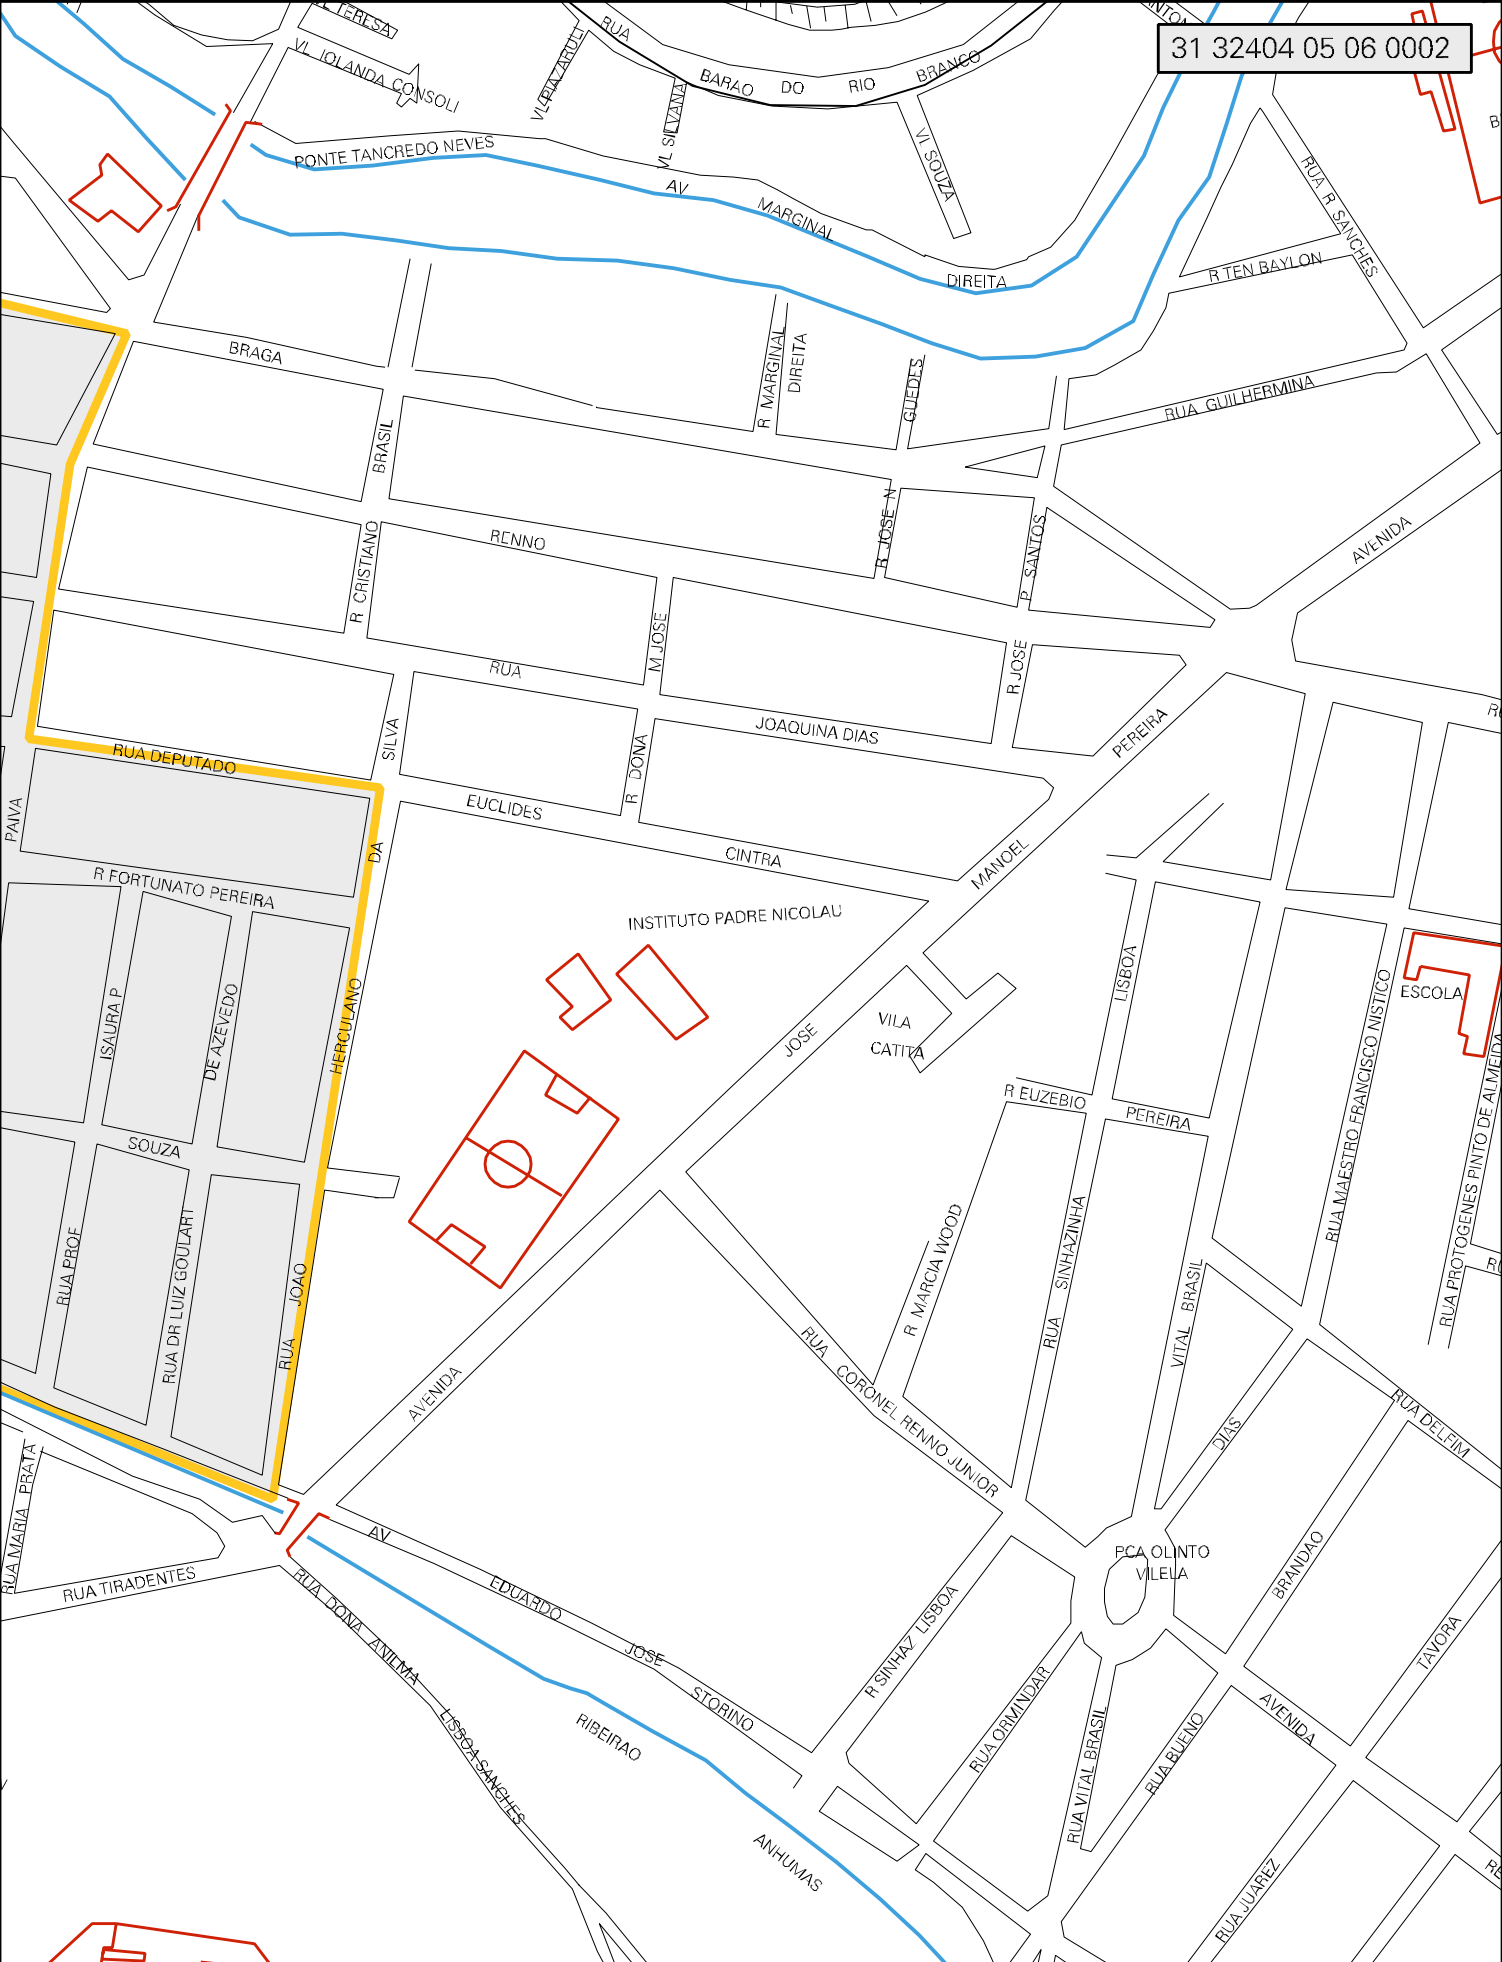 31 32404 05 06 0002
VL TERESA
VL IOLANDA CONSOLI
VL PIAZAROLI
RUA
BARAO DO RIO BRANCO
VL SILVANA
VL SOUZA
PONTE TANCREDO NEVES
AV MARGINAL DIREITA
RUA R SANCHES
R TEN BAYLON
BRAGA
R MARGINAL
DIREITA
GUEDES
RUA GUILHERMINA
BRASIL
R CRISTIANO
RENNO
R JOSE N
P SANTOS
AVENIDA
M JOSE
RUA
R JOSE
JOAQUINA DIAS
PEREIRA
SILVA
R DONA
RUA DEPUTADO
EUCLIDES
CINTRA
PAIVA
DA
MANOEL
R FORTUNATO PEREIRA
INSTITUTO PADRE NICOLAU
LISBOA
ESCOLA
ISAURA P
DE AZEVEDO
HERCULANO
JOSE
VILA
CATITA
R EUZEBIO
PEREIRA
RUA MAESTRO FRANCISCO NISTICO
RUA PROTOGENES PINTO DE ALMEIDA
SOUZA
RUA PROF
RUA DR LUIZ GOULART
JOAO
RUA
R MARCIA WOOD
RUA SINHAZINHA
VITAL BRASIL
RUA CORONEL RENNO JUNIOR
AVENIDA
RUA DELFIM
DIAS
RUA MARIA PRATA
RUA TIRADENTES
AV EDUARDO JOSE STORINO
RUA DONA ANILMA LISBOA SANCHES
PCA OLINTO
VILELA
BRANDAO
R SINHAZ LISBOA
TAVORA
RUA ORMINDAR
RUA VITAL BRASIL
RUA BUENO
AVENIDA
RIBEIRAO
ANHUMAS
RUA JUAREZ